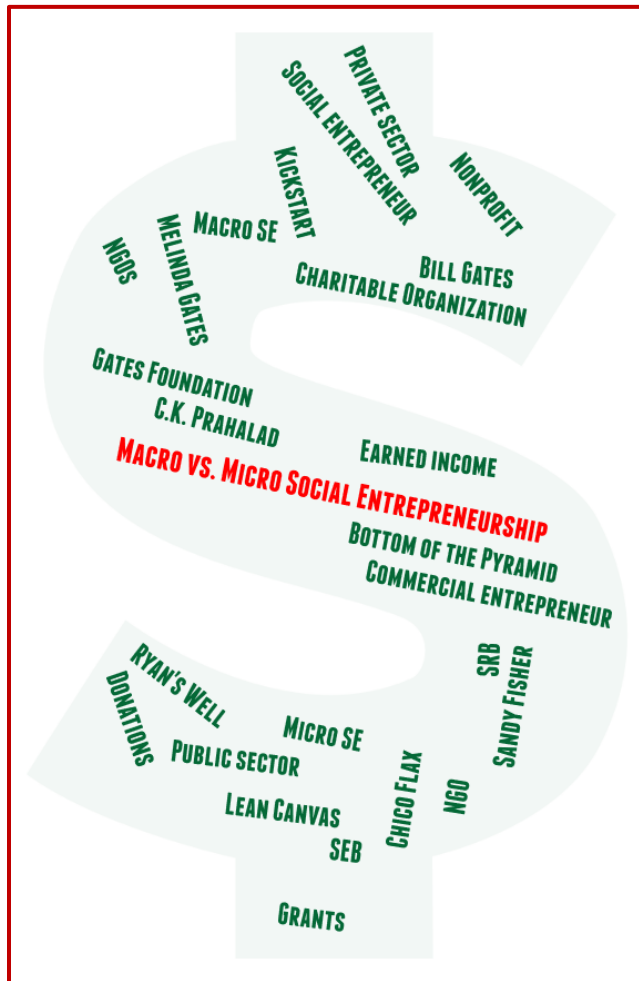 Private sector
Social entrepreneur
Nonprofit
Kickstart
Macro SE
Melinda Gates
NGOs
Bill Gates
Charitable Organization
Gates Foundation
C.K. Prahalad
Earned income
Macro vs. Micro Social Entrepreneurship
Bottom of the Pyramid
Commercial entrepreneur
SRB
Sandy Fisher
Ryan's Well
Donations
Micro SE
Public sector
Chico Flax
NGO
Lean Canvas
SEB
Grants